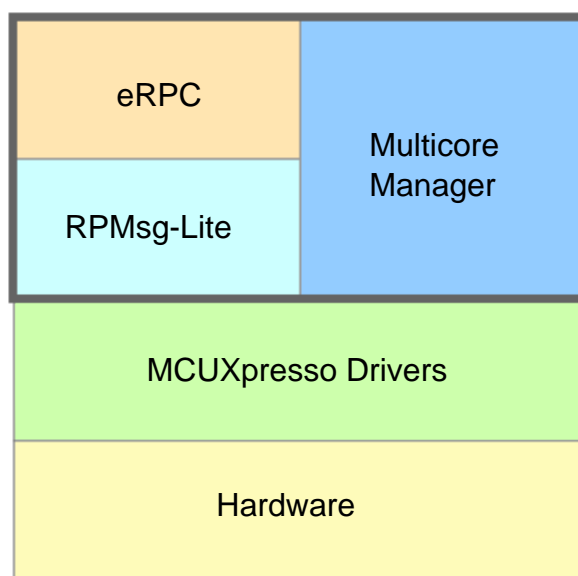 eRPC
Multicore
Manager
RPMsg-Lite
MCUXpresso Drivers
Hardware